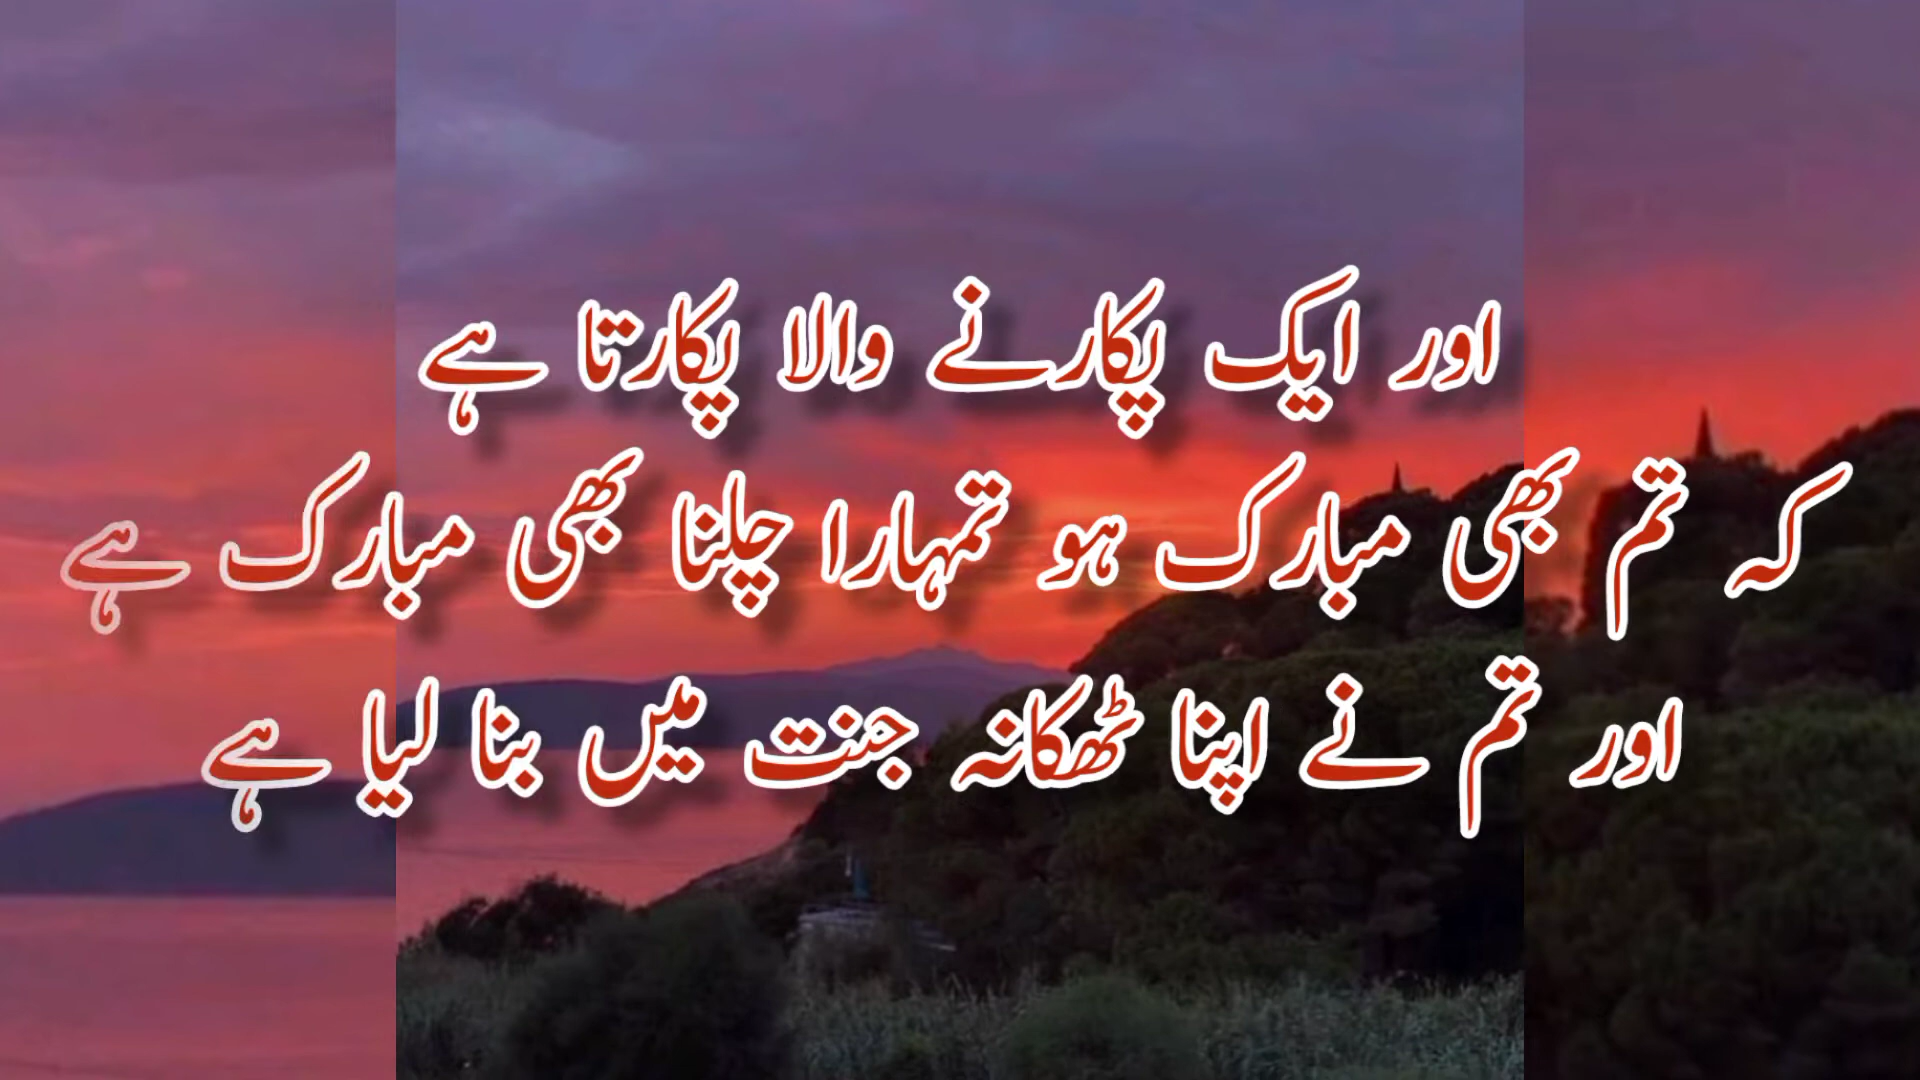 اور ایک پکارنے والا پکارتا ہے
کہ تم بھی مبارک ہو تمہارا چلنا بھی مبارک ہے
اور تم نے اپنا ٹھکانہ جنت میں بنا لیا ہے